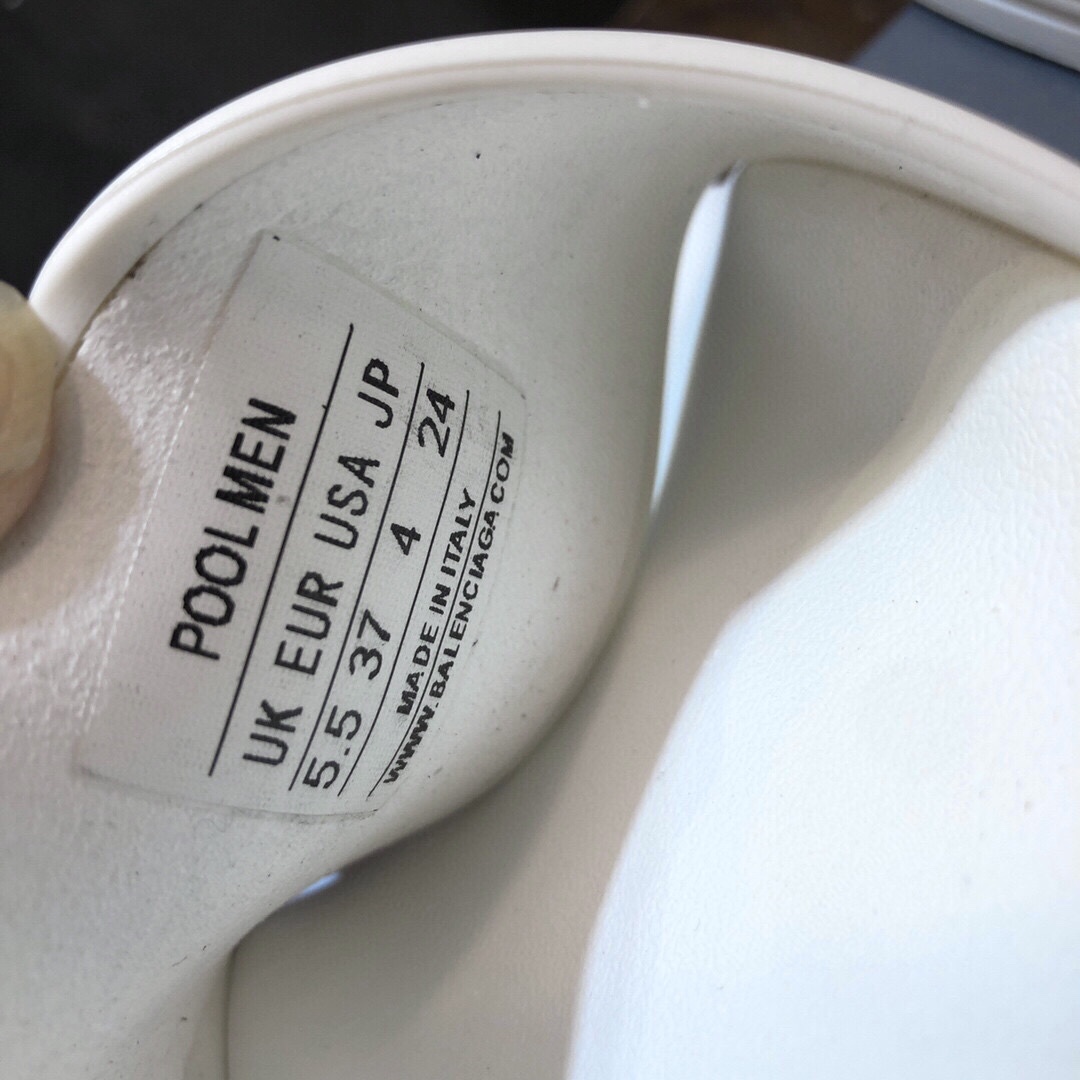 POOLMEN
UK EUR USA JP
5.5 37 4 24
MADE IN ITALY
WWW.BALENCIAGA.COM